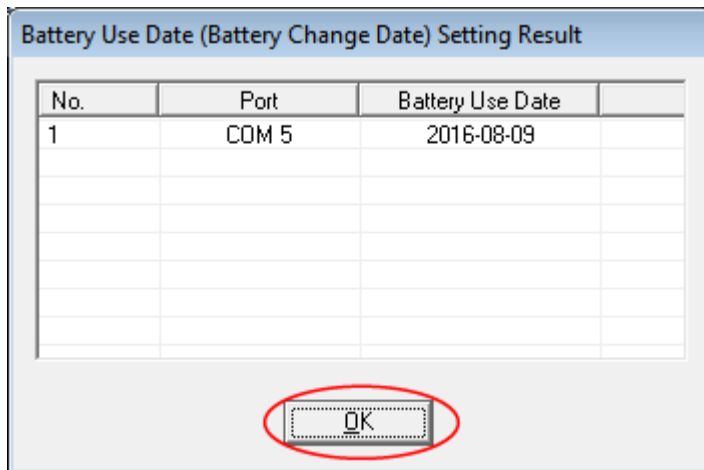 Battery Use Date (Battery Change Date) Setting Result
No. Port Battery Use Date
1 COM 5 2016-08-09
OK